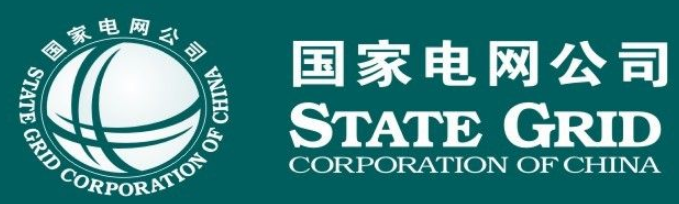 国家电网公司
STATE GRID CORPORATION OF CHINA
国家电网公司
STATE GRID
CORPORATION OF CHINA